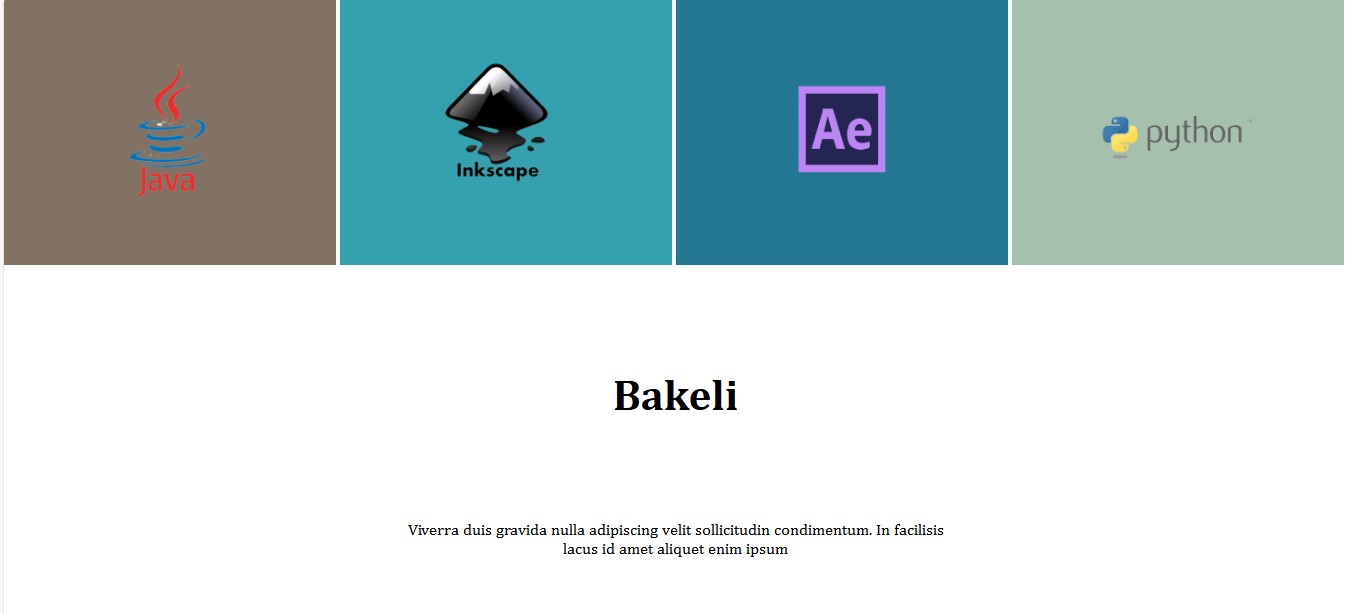 Java
Inkscape
Ae
python
Bakeli
Viverra duis gravida nulla adipiscing velit sollicitudin condimentum. In facilisis
lacus id amet aliquet enim ipsum